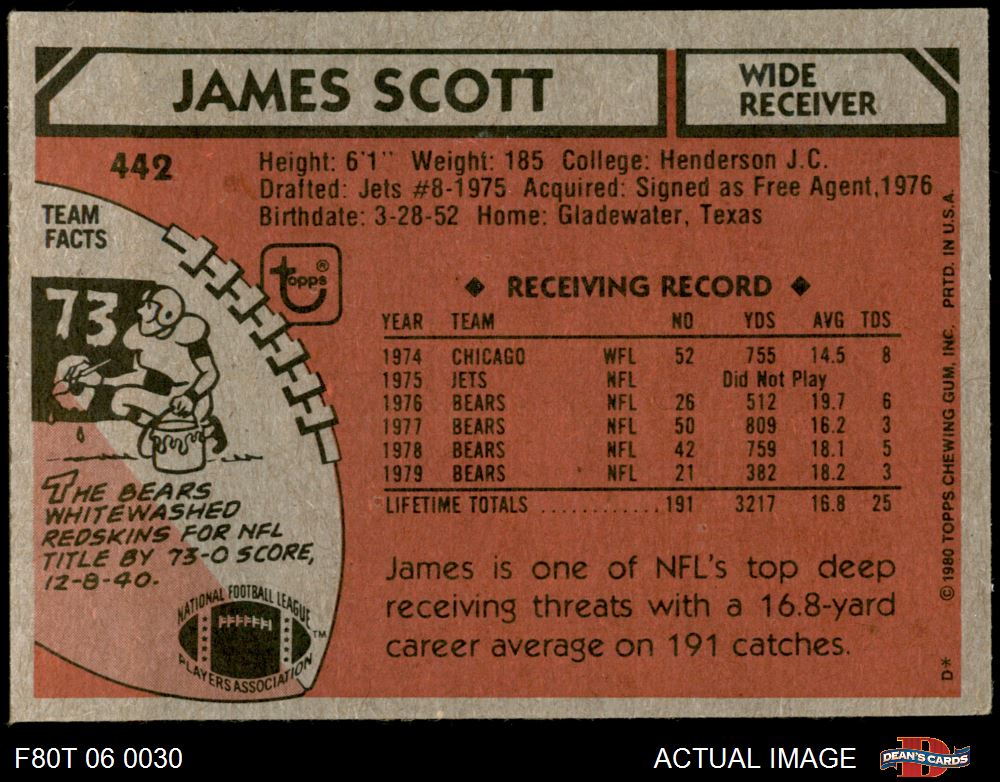 JAMES SCOTT
WIDE
RECEIVER
442
Height: 6'1" Weight: 185 College: Henderson J.C.
Drafted: Jets #8-1975 Acquired: Signed as Free Agent,1976
Birthdate: 3-28-52 Home: Gladewater, Texas
TEAM
FACTS
73
topps®
◆ RECEIVING RECORD ◆
YEAR TEAM NO YDS AVG TDS
1974 CHICAGO WFL 52 755 14.5 8
1975 JETS NFL Did Not Play
1976 BEARS NFL 26 512 19.7 6
1977 BEARS NFL 50 809 16.2 3
1978 BEARS NFL 42 759 18.1 5
1979 BEARS NFL 21 382 18.2 3
LIFETIME TOTALS ............ 191 3217 16.8 25
THE BEARS
WHITEWASHED
REDSKINS FOR NFL
TITLE BY 73-0 SCORE,
12-8-40.
NATIONAL FOOTBALL LEAGUE
PLAYERS ASSOCIATION
™
James is one of NFL's top deep
receiving threats with a 16.8-yard
career average on 191 catches.
D* © 1980 TOPPS CHEWING GUM, INC. PRTD. IN U.S.A.
F80T 06 0030
ACTUAL IMAGE
D
DEAN'S CARDS